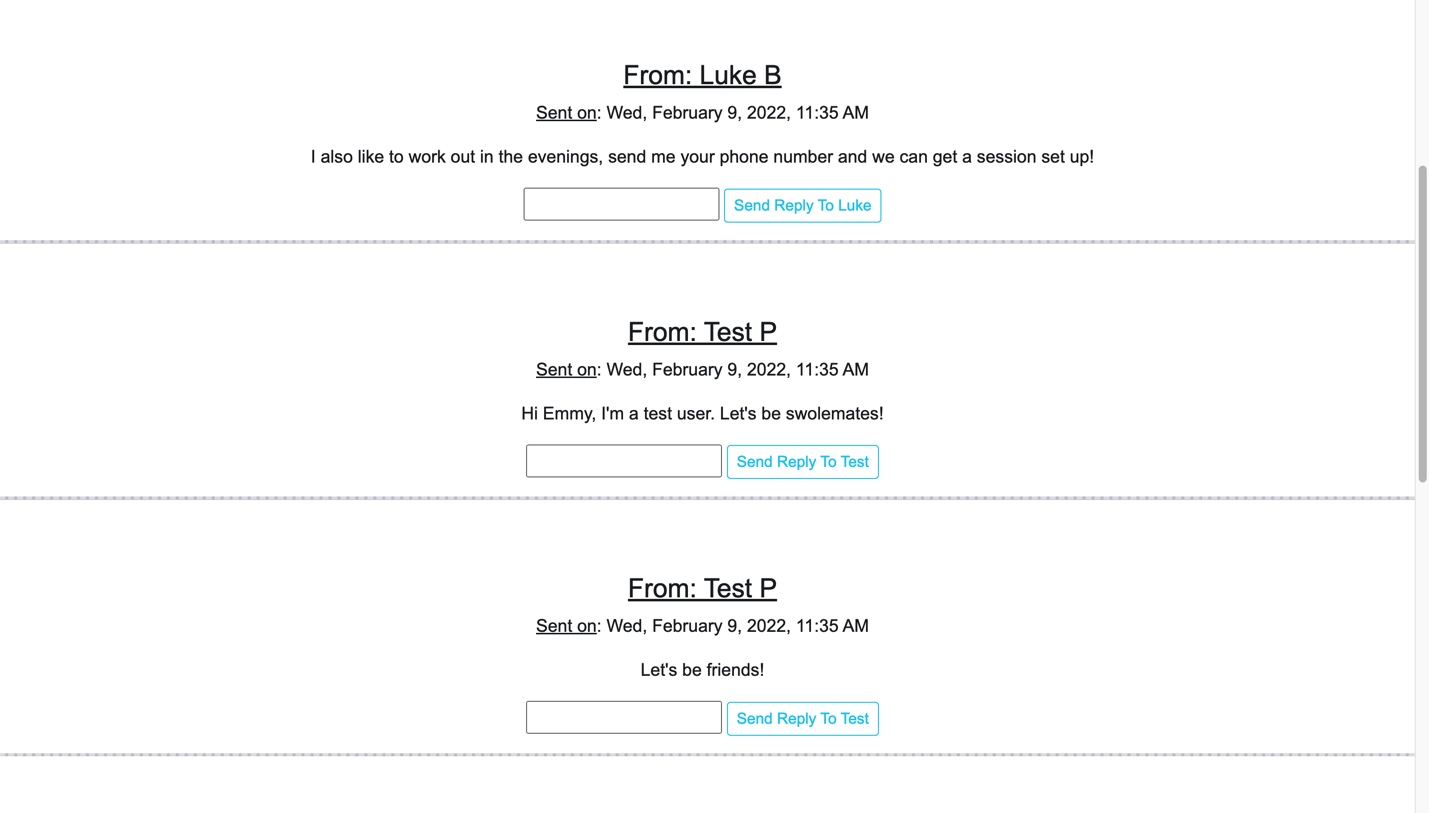 From: Luke B
Sent on: Wed, February 9, 2022, 11:35 AM
I also like to work out in the evenings, send me your phone number and we can get a session set up!
Send Reply To Luke
From: Test P
Sent on: Wed, February 9, 2022, 11:35 AM
Hi Emmy, I'm a test user. Let's be swolemates!
Send Reply To Test
From: Test P
Sent on: Wed, February 9, 2022, 11:35 AM
Let's be friends!
Send Reply To Test